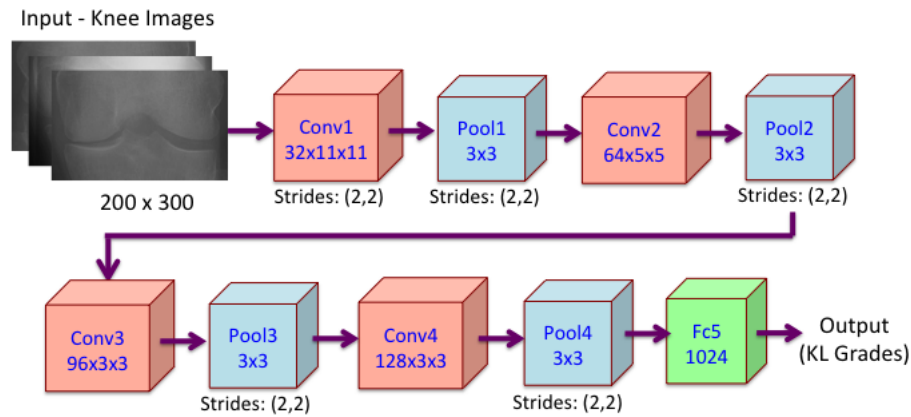 Input - Knee Images
200 x 300
Conv1
32x11x11
Strides: (2,2)
Pool1
3x3
Strides: (2,2)
Conv2
64x5x5
Pool2
3x3
Strides: (2,2)
Conv3
96x3x3
Pool3
3x3
Strides: (2,2)
Conv4
128x3x3
Pool4
3x3
Strides: (2,2)
Fc5
1024
Output
(KL Grades)